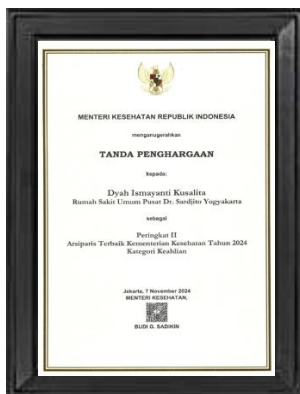 MENTERI KESEHATAN REPUBLIK INDONESIA
menganugerahkan
TANDA PENGHARGAAN
kepada:
Dyah Ismayanti Kusalita
Rumah Sakit Umum Pusat Dr. Sardjito Yogyakarta
sebagai
Peringkat II
Arsiparis Terbaik Kementerian Kesehatan Tahun 2024
Kategori Keahlian
Jakarta, 7 November 2024
MENTERI KESEHATAN,
BUDI G. SADIKIN